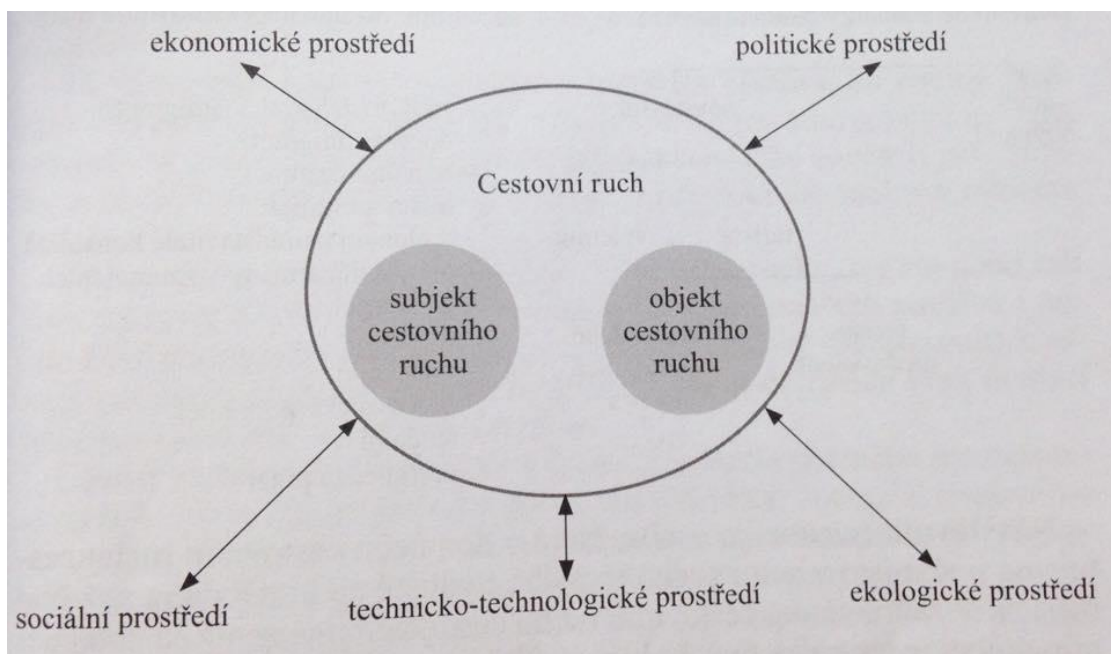 ekonomické prostředí
politické prostředí
Cestovní ruch
subjekt
cestovního
ruchu
objekt
cestovního
ruchu
sociální prostředí
technicko-technologické prostředí
ekologické prostředí